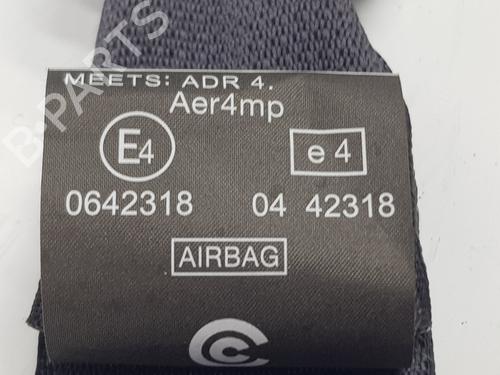 MEETS: ADR 4.
Aer4mp
E4 e 4
0642318 04 42318
AIRBAG
B-PARTS